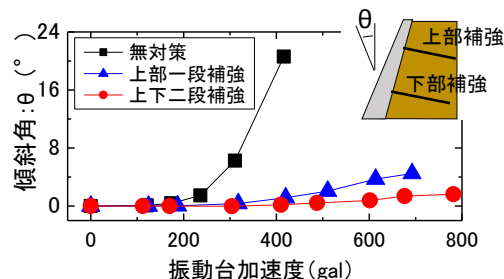 傾斜角:θ (°)
24
16
8
0
無対策
上部一段補強
上下二段補強
θ
上部補強
下部補強
0 200 400 600 800
振動台加速度(gal)